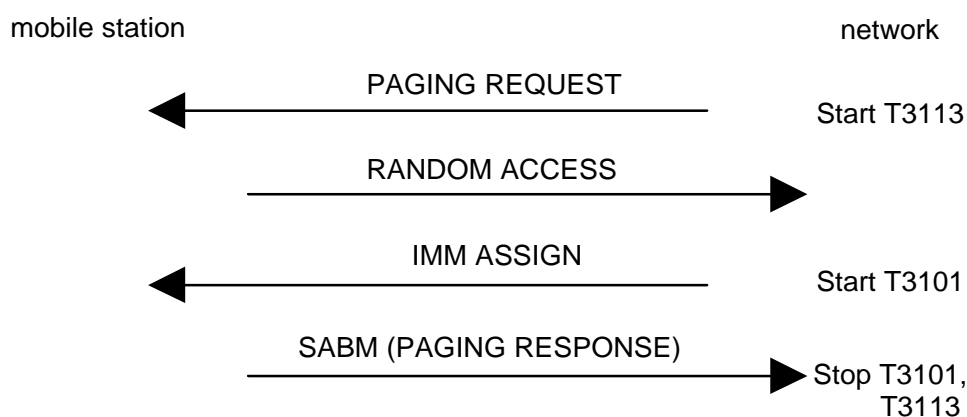 mobile station
network
PAGING REQUEST
Start T3113
RANDOM ACCESS
IMM ASSIGN
Start T3101
SABM (PAGING RESPONSE)
Stop T3101,
T3113